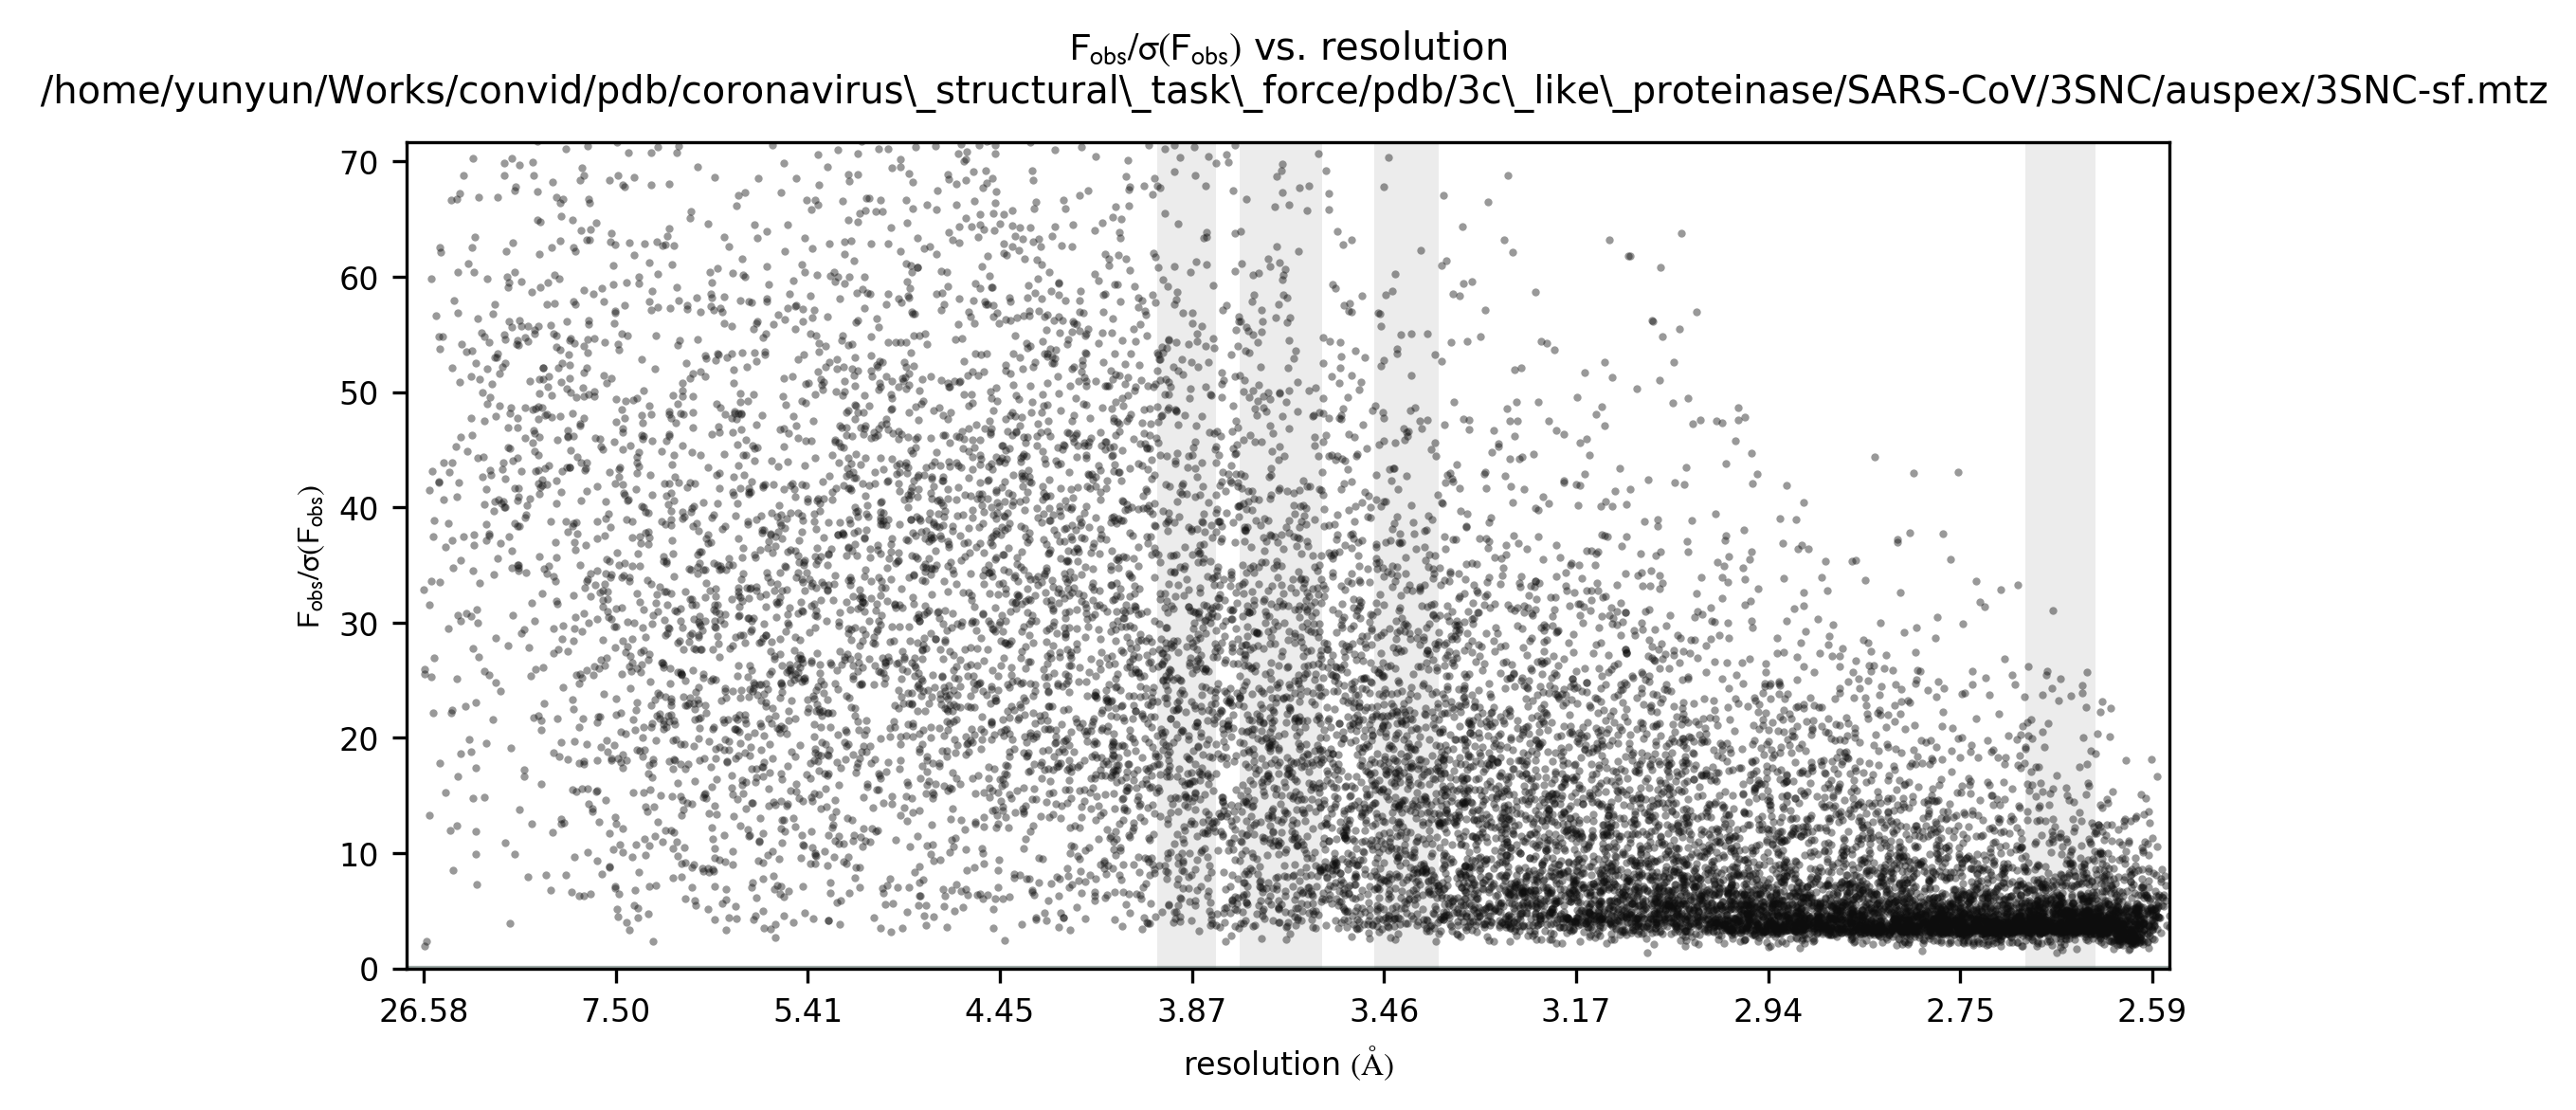 Fobs/σ(Fobs) vs. resolution
/home/yunyun/Works/convid/pdb/coronavirus\_structural\_task\_force/pdb/3c\_like\_proteinase/SARS-CoV/3SNC/auspex/3SNC-sf.mtz
70
60
50
40
30
20
10
0
Fobs/σ(Fobs)
26.58 7.50 5.41 4.45 3.87 3.46 3.17 2.94 2.75 2.59
resolution (Å)